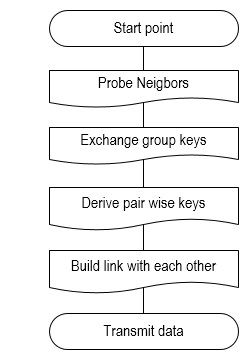 Start point
Probe Neigbors
Exchange group keys
Derive pair wise keys
Build link with each other
Transmit data